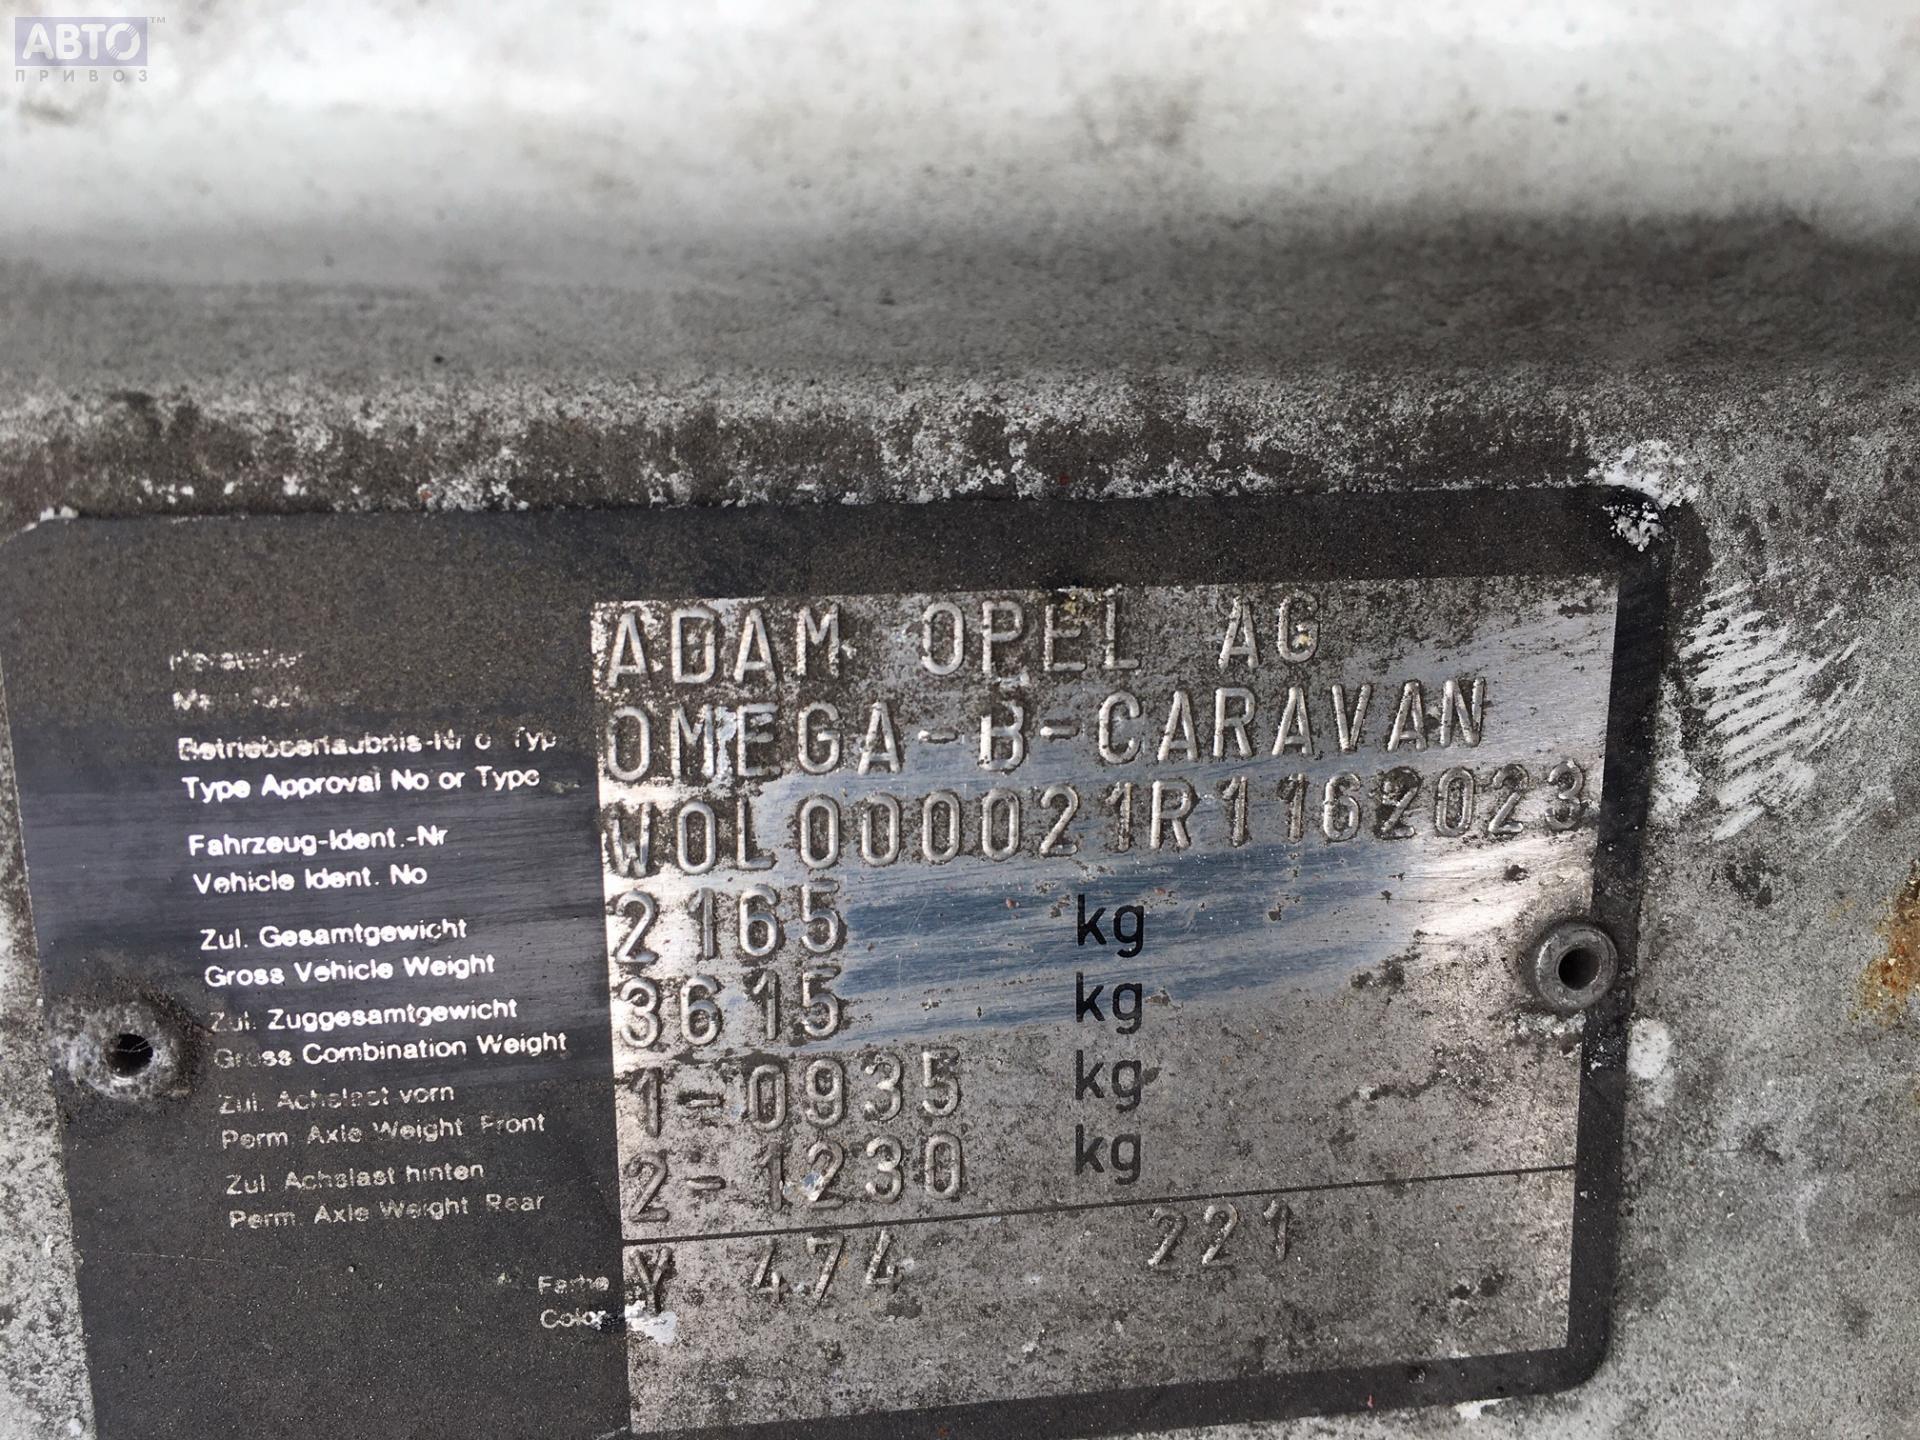 АВТО™
ПРИВОЗ
ADAM OPEL AG
OMEGA-B-CARAVAN
Betriebserlaubnis-Nr o Typ
Type Approval No or Type
W0L000021R1162023
Fahrzeug-Ident.-Nr
Vehicle Ident. No
2165 kg
Zul. Gesamtgewicht
Gross Vehicle Weight
3615 kg
Zul. Zuggesamtgewicht
Gross Combination Weight
1-0935 kg
Zul. Achslast vorn
Perm. Axle Weight Front
2-1230 kg
Zul. Achslast hinten
Perm. Axle Weight Rear
Y 474 221
Farbe
Color